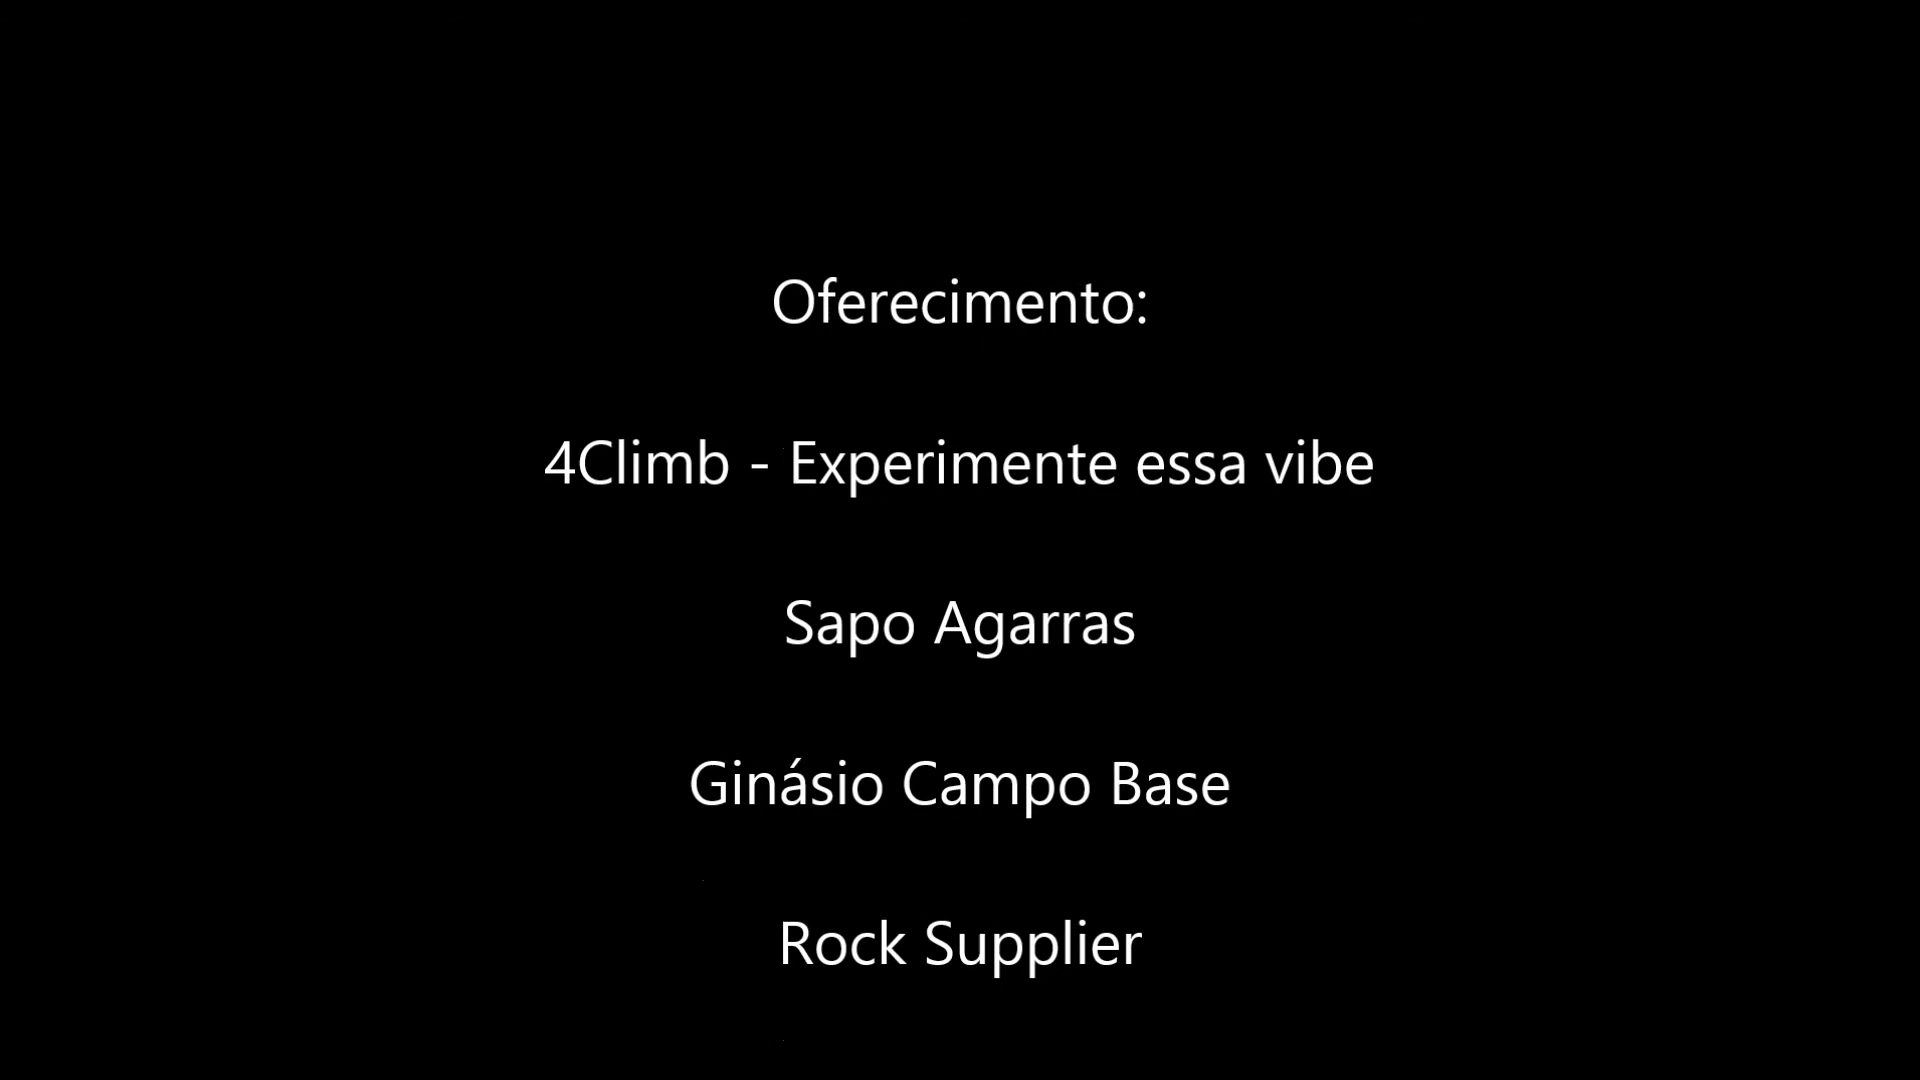 Oferecimento:
4Climb - Experimente essa vibe
Sapo Agarras
Ginásio Campo Base
Rock Supplier